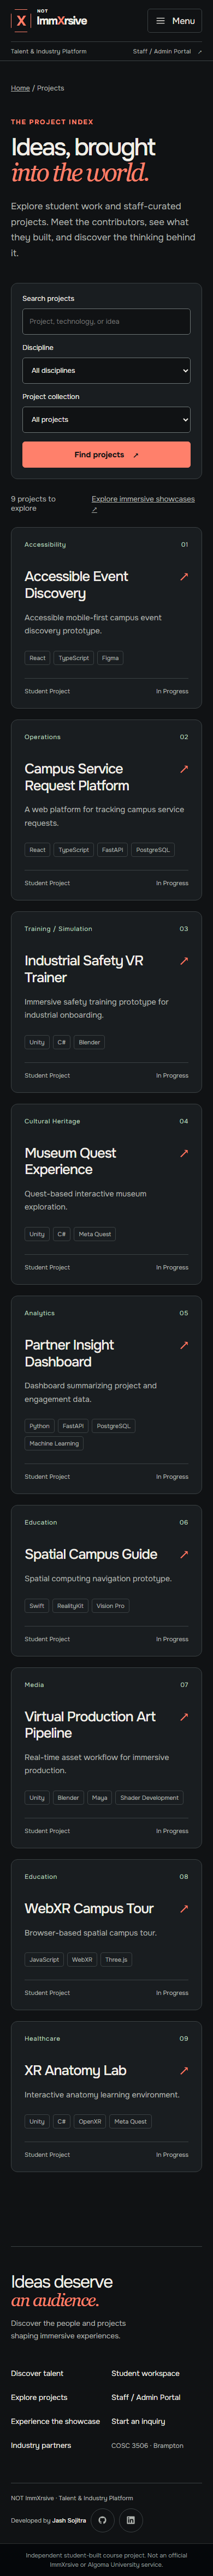 X
NOT
ImmXrsive
Menu
Talent & Industry Platform
Staff / Admin Portal ↗
Home / Projects
THE PROJECT INDEX
Ideas, brought
into the world.
Explore student work and staff-curated
projects. Meet the contributors, see what
they built, and discover the thinking behind
it.
Search projects
Project, technology, or idea
Discipline
All disciplines
Project collection
All projects
Find projects ↗
9 projects to
explore
Explore immersive showcases
↗
Accessibility
01
Accessible Event
Discovery
↗
Accessible mobile-first campus event
discovery prototype.
React
TypeScript
Figma
Student Project
In Progress
Operations
02
Campus Service
Request Platform
↗
A web platform for tracking campus service
requests.
React
TypeScript
FastAPI
PostgreSQL
Student Project
In Progress
Training / Simulation
03
Industrial Safety VR
Trainer
↗
Immersive safety training prototype for
industrial onboarding.
Unity
C#
Blender
Student Project
In Progress
Cultural Heritage
04
Museum Quest
Experience
↗
Quest-based interactive museum
exploration.
Unity
C#
Meta Quest
Student Project
In Progress
Analytics
05
Partner Insight
Dashboard
↗
Dashboard summarizing project and
engagement data.
Python
FastAPI
PostgreSQL
Machine Learning
Student Project
In Progress
Education
06
Spatial Campus Guide
↗
Spatial computing navigation prototype.
Swift
RealityKit
Vision Pro
Student Project
In Progress
Media
07
Virtual Production Art
Pipeline
↗
Real-time asset workflow for immersive
production.
Unity
Blender
Maya
Shader Development
Student Project
In Progress
Education
08
WebXR Campus Tour
↗
Browser-based spatial campus tour.
JavaScript
WebXR
Three.js
Student Project
In Progress
Healthcare
09
XR Anatomy Lab
↗
Interactive anatomy learning environment.
Unity
C#
OpenXR
Meta Quest
Student Project
In Progress
Ideas deserve
an audience.
Discover the people and projects
shaping immersive experiences.
Discover talent
Student workspace
Explore projects
Staff / Admin Portal
Experience the showcase
Start an inquiry
Industry partners
COSC 3506 · Brampton
NOT ImmXrsive · Talent & Industry Platform
Developed by Jash Sojitra
Independent student-built course project. Not an official
ImmXrsive or Algoma University service.